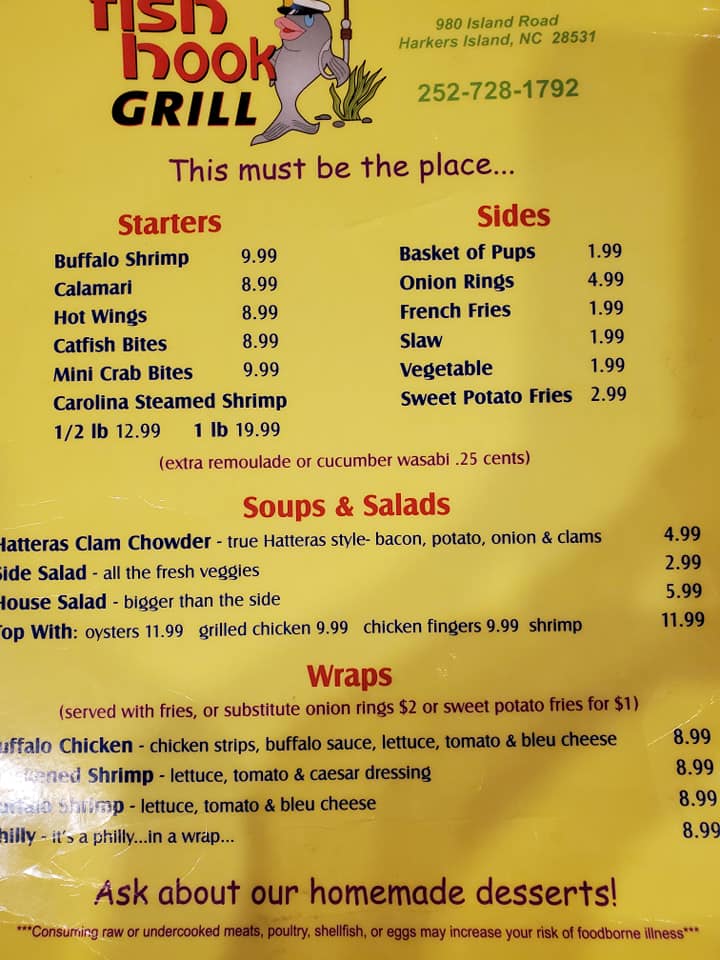 fish
hook
GRILL
980 Island Road
Harkers Island, NC 28531
252-728-1792
This must be the place...
Starters
Buffalo Shrimp 9.99
Calamari 8.99
Hot Wings 8.99
Catfish Bites 8.99
Mini Crab Bites 9.99
Carolina Steamed Shrimp
1/2 lb 12.99 1 lb 19.99
Sides
Basket of Pups 1.99
Onion Rings 4.99
French Fries 1.99
Slaw 1.99
Vegetable 1.99
Sweet Potato Fries 2.99
(extra remoulade or cucumber wasabi .25 cents)
Soups & Salads
Hatteras Clam Chowder - true Hatteras style- bacon, potato, onion & clams 4.99
Side Salad - all the fresh veggies 2.99
House Salad - bigger than the side 5.99
Top With: oysters 11.99 grilled chicken 9.99 chicken fingers 9.99 shrimp 11.99
Wraps
(served with fries, or substitute onion rings $2 or sweet potato fries for $1)
uffalo Chicken - chicken strips, buffalo sauce, lettuce, tomato & bleu cheese 8.99
ened Shrimp - lettuce, tomato & caesar dressing 8.99
uffalo Shrimp - lettuce, tomato & bleu cheese 8.99
hilly - it's a philly...in a wrap... 8.99
Ask about our homemade desserts!
***Consuming raw or undercooked meats, poultry, shellfish, or eggs may increase your risk of foodborne illness***